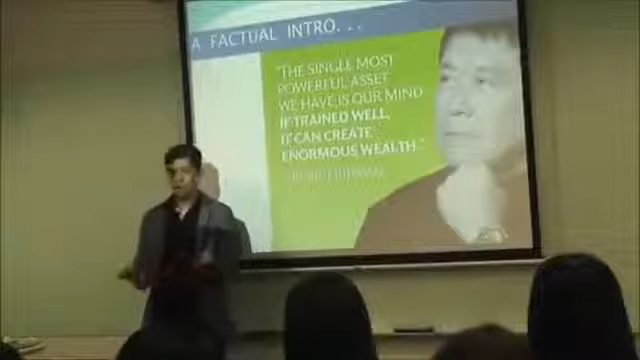 A FACTUAL INTRO. . .
"THE SINGLE MOST
POWERFUL ASSET
WE HAVE IS OUR MIND
IF TRAINED WELL,
IT CAN CREATE
ENORMOUS WEALTH."